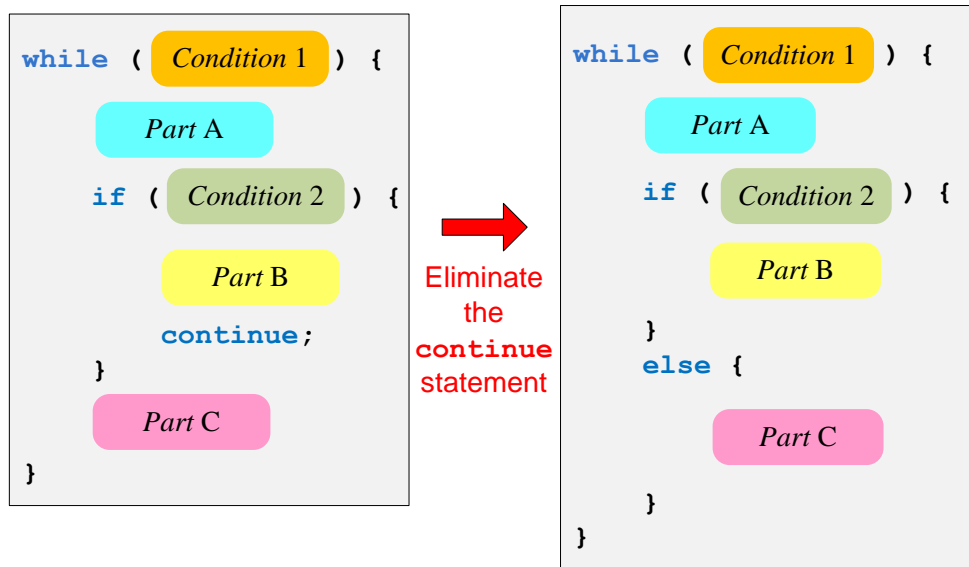 while ( Condition 1 ) {
Part A
if ( Condition 2 ) {
Part B
continue;
}
Part C
}
Eliminate
the
continue
statement
while ( Condition 1 ) {
Part A
if ( Condition 2 ) {
Part B
}
else {
Part C
}
}